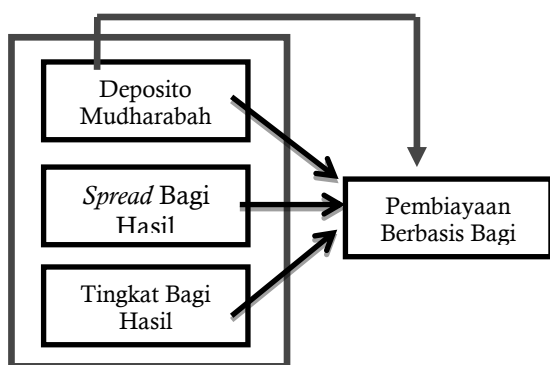 Deposito
Mudharabah
Spread Bagi
Hasil
Tingkat Bagi
Hasil
Pembiayaan
Berbasis Bagi